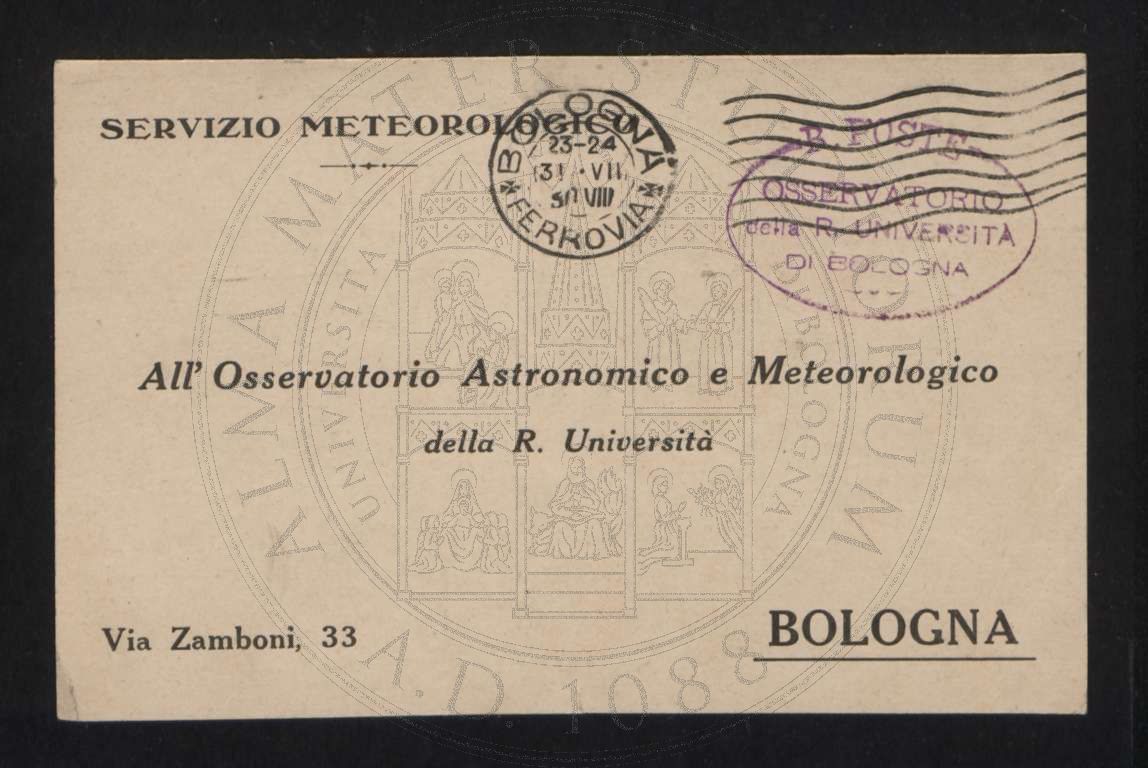 SERVIZIO METEOROLOGICO
BOLOGNA
23-24
31 · VII
30 VIII
FERROVIA
R. POSTE
OSSERVATORIO
della R. UNIVERSITÀ
DI BOLOGNA
All' Osservatorio Astronomico e Meteorologico
della R. Università
Via Zamboni, 33
BOLOGNA
ALMA MATER STUDIORUM
UNIVERSITA DI BOLOGNA
A.D. 1088